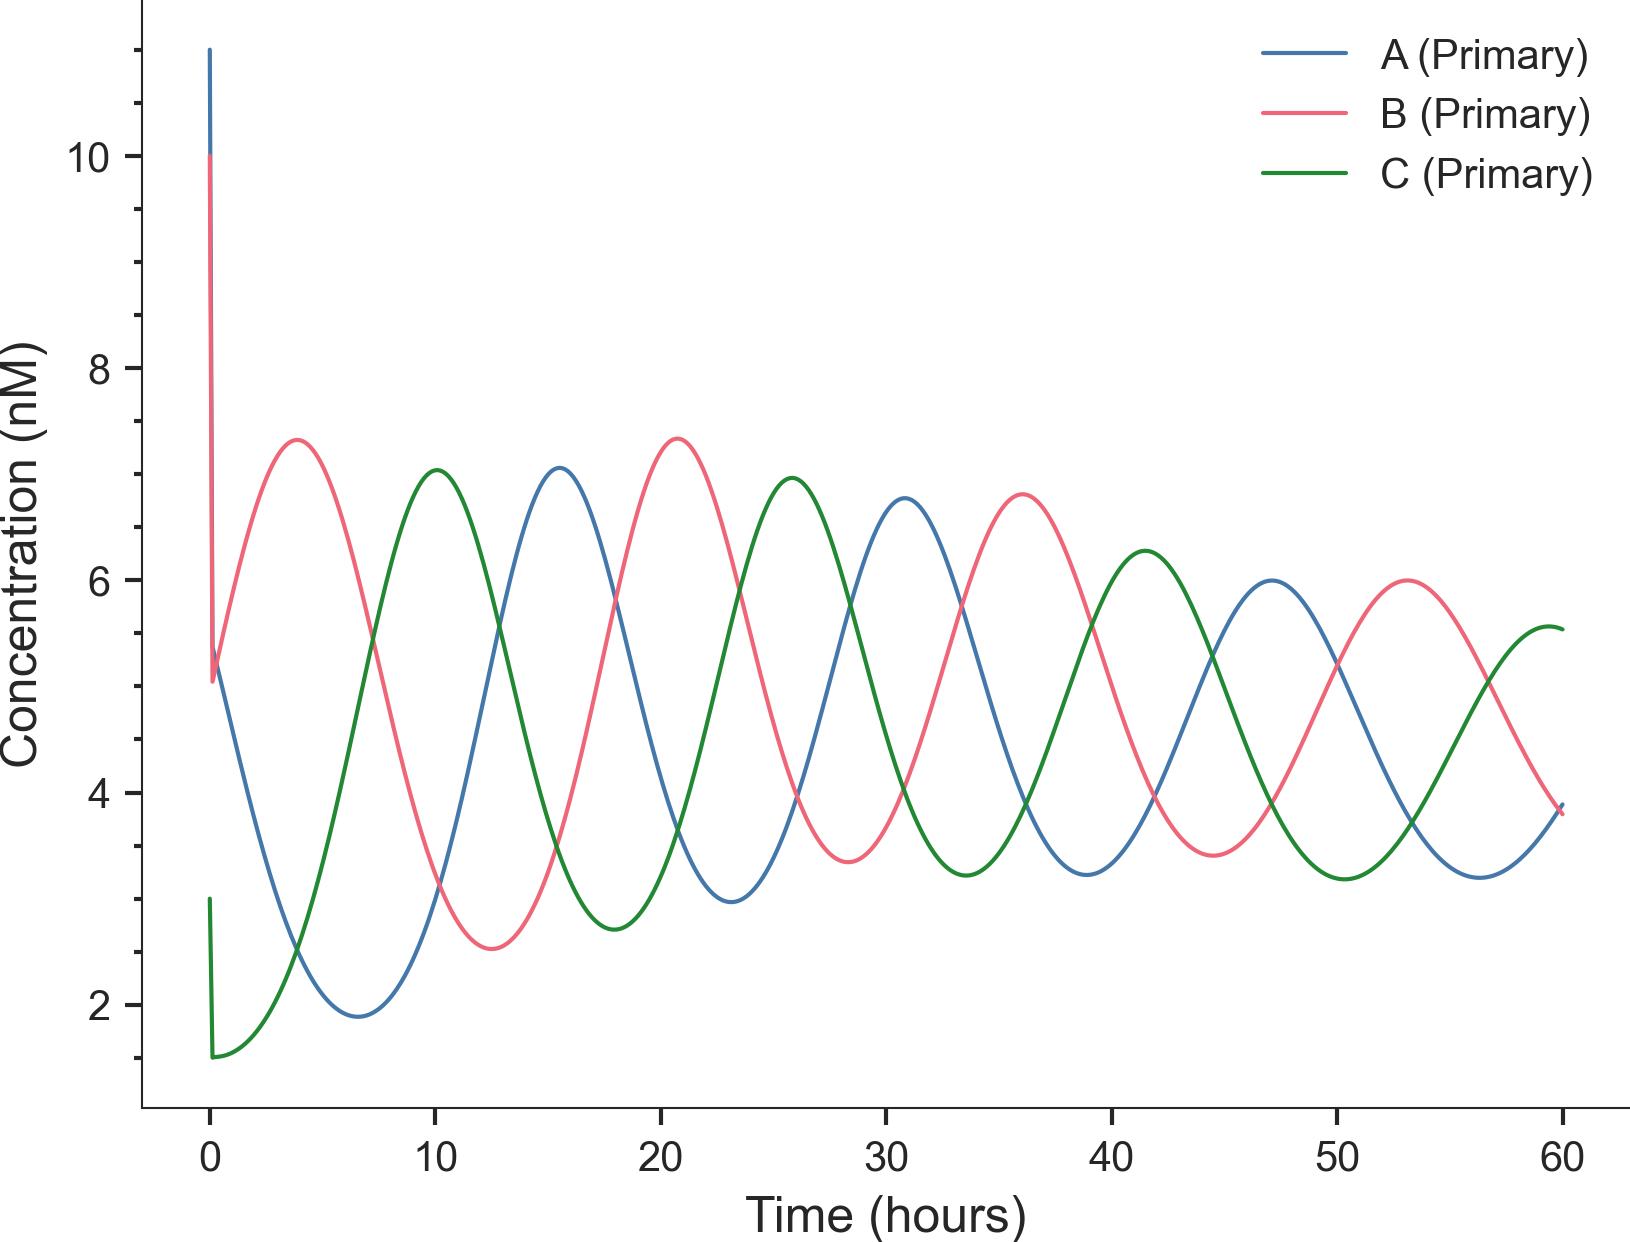 A (Primary)
B (Primary)
C (Primary)
10
8
6
4
2
Concentration (nM)
0 10 20 30 40 50 60
Time (hours)